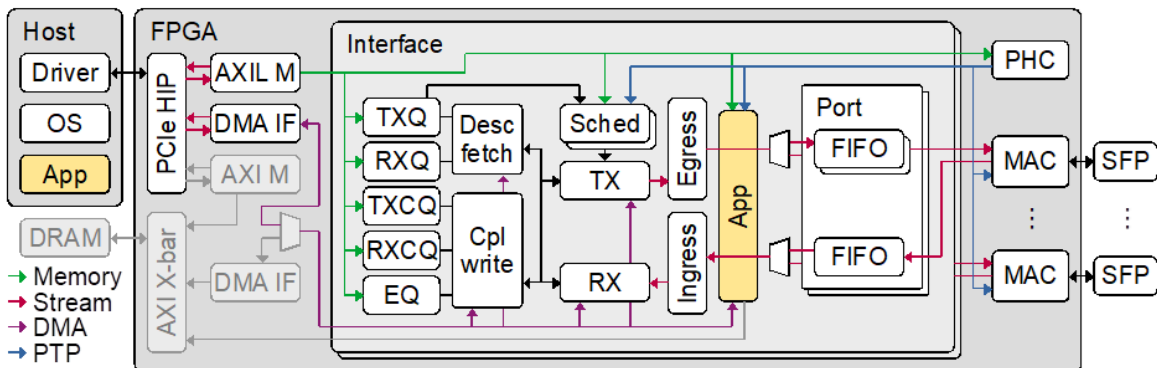 Host
Driver
OS
App
DRAM
Memory
Stream
DMA
PTP
FPGA
PCIe HIP
AXIL M
DMA IF
AXI M
AXI X-bar
DMA IF
Interface
TXQ
RXQ
TXCQ
RXCQ
EQ
Desc
fetch
Cpl
write
Sched
TX
RX
Egress
Ingress
App
Port
FIFO
FIFO
PHC
MAC
SFP
MAC
SFP